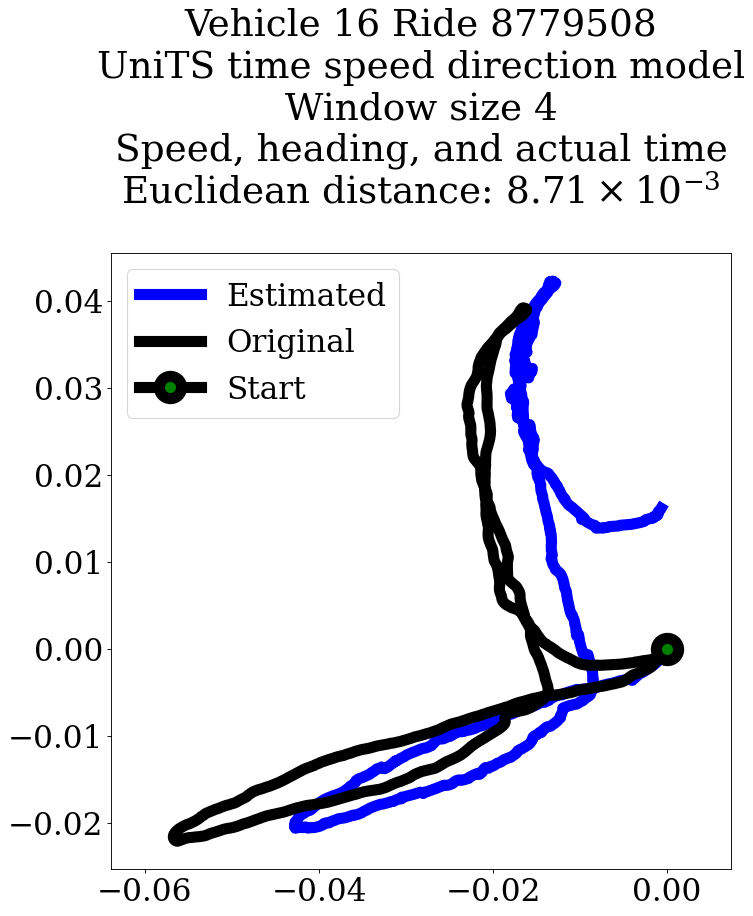 Vehicle 16 Ride 8779508
UniTS time speed direction model
Window size 4
Speed, heading, and actual time
Euclidean distance: 8.71 × 10⁻³
Estimated
Original
Start
0.04
0.03
0.02
0.01
0.00
−0.01
−0.02
−0.06 −0.04 −0.02 0.00